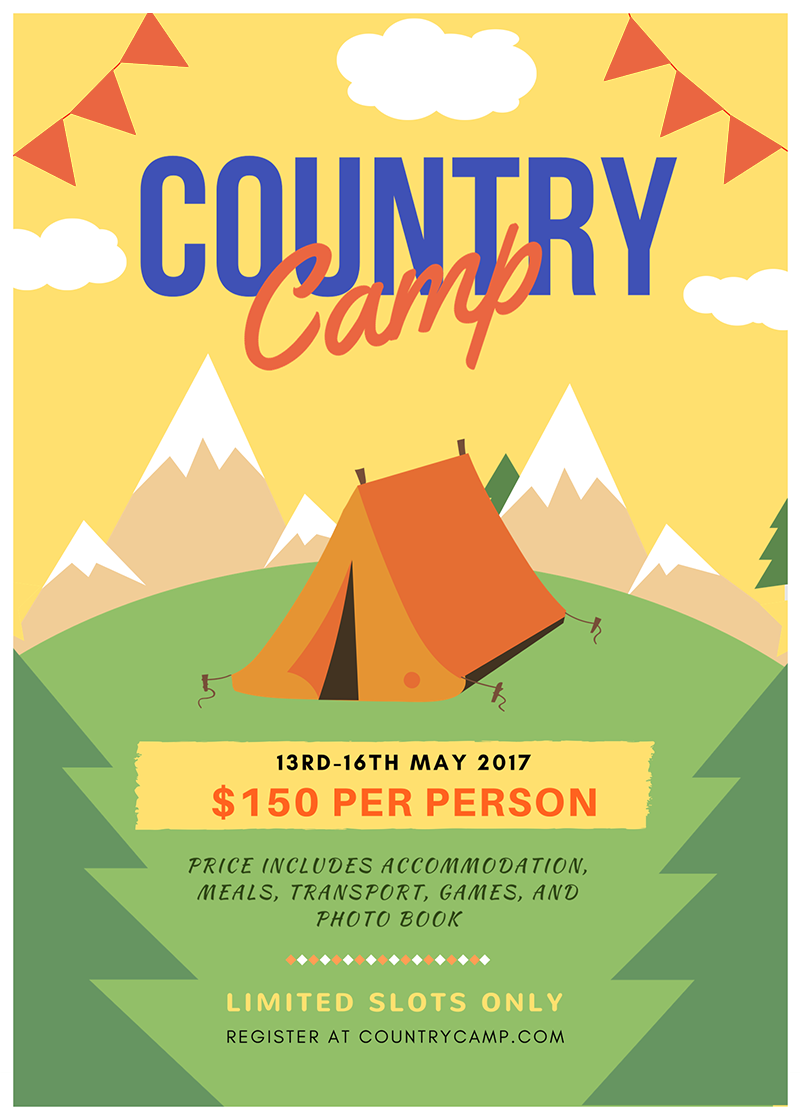 COUNTRY
Camp
13RD-16TH MAY 2017
$150 PER PERSON
PRICE INCLUDES ACCOMMODATION,
MEALS, TRANSPORT, GAMES, AND
PHOTO BOOK
LIMITED SLOTS ONLY
REGISTER AT COUNTRYCAMP.COM